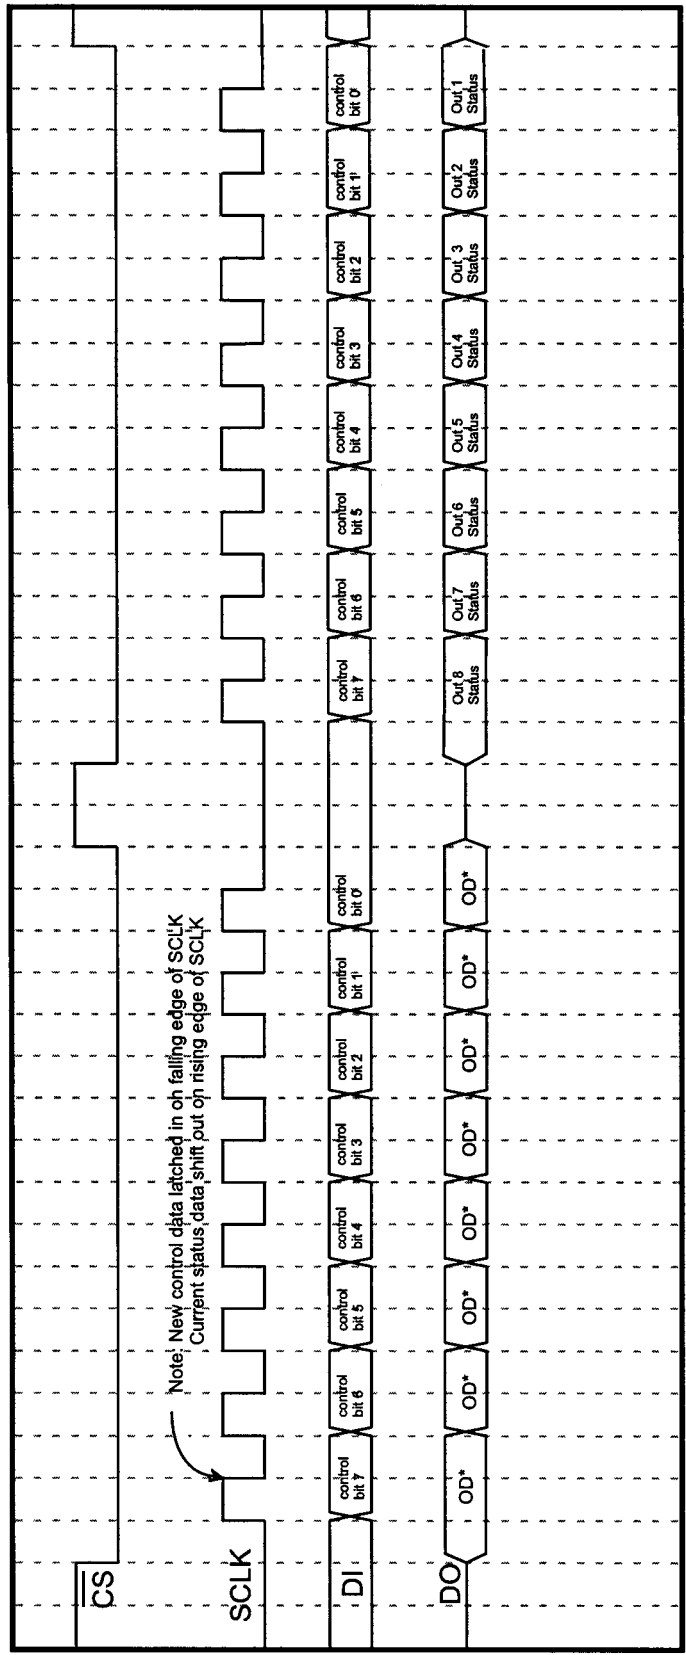 CS
SCLK
DI
DO
Note: New control data latched in on falling edge of SCLK
Current status data shift out on rising edge of SCLK
control
bit 7
control
bit 6
control
bit 5
control
bit 4
control
bit 3
control
bit 2
control
bit 1
control
bit 0
control
bit 7
control
bit 6
control
bit 5
control
bit 4
control
bit 3
control
bit 2
control
bit 1
control
bit 0
OD*
OD*
OD*
OD*
OD*
OD*
OD*
OD*
Out 8
Status
Out 7
Status
Out 6
Status
Out 5
Status
Out 4
Status
Out 3
Status
Out 2
Status
Out 1
Status